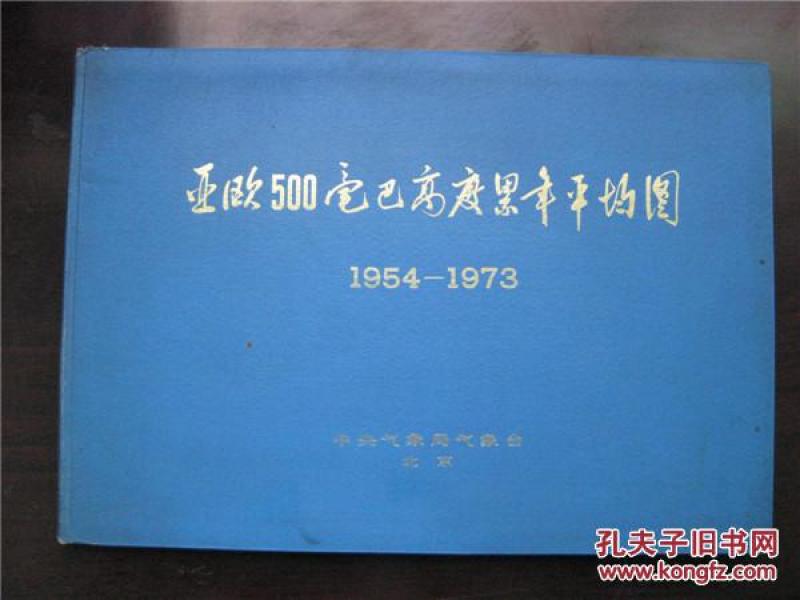 亚欧500毫巴高度累年平均图
1954-1973
中央气象局气象台
北京
孔夫子旧书网
www.kongfz.com